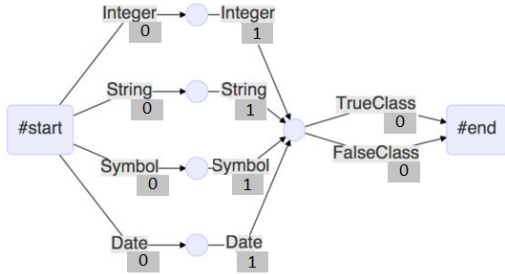 Integer
0
Integer
1
String
0
String
1
TrueClass
0
#start
#end
FalseClass
0
Symbol
0
Symbol
1
Date
0
Date
1